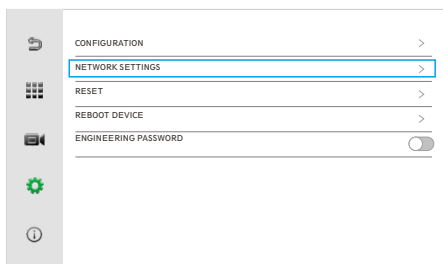 CONFIGURATION
NETWORK SETTINGS
RESET
REBOOT DEVICE
ENGINEERING PASSWORD